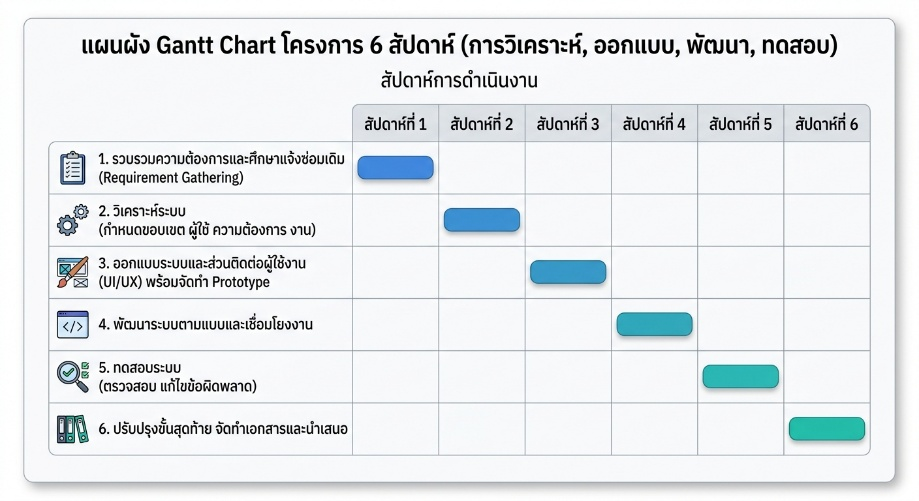 แผนผัง Gantt Chart โครงการ 6 สัปดาห์ (การวิเคราะห์, ออกแบบ, พัฒนา, ทดสอบ)
สัปดาห์การดำเนินงาน
สัปดาห์ที่ 1 สัปดาห์ที่ 2 สัปดาห์ที่ 3 สัปดาห์ที่ 4 สัปดาห์ที่ 5 สัปดาห์ที่ 6
1. รวบรวมความต้องการและศึกษาแจ้งซ่อมเดิม
(Requirement Gathering)
2. วิเคราะห์ระบบ
(กำหนดขอบเขต ผู้ใช้ ความต้องการ งาน)
3. ออกแบบระบบและส่วนติดต่อผู้ใช้งาน
(UI/UX) พร้อมจัดทำ Prototype
4. พัฒนาระบบตามแบบและเชื่อมโยงงาน
5. ทดสอบระบบ
(ตรวจสอบ แก้ไขข้อผิดพลาด)
6. ปรับปรุงขั้นสุดท้าย จัดทำเอกสารและนำเสนอ